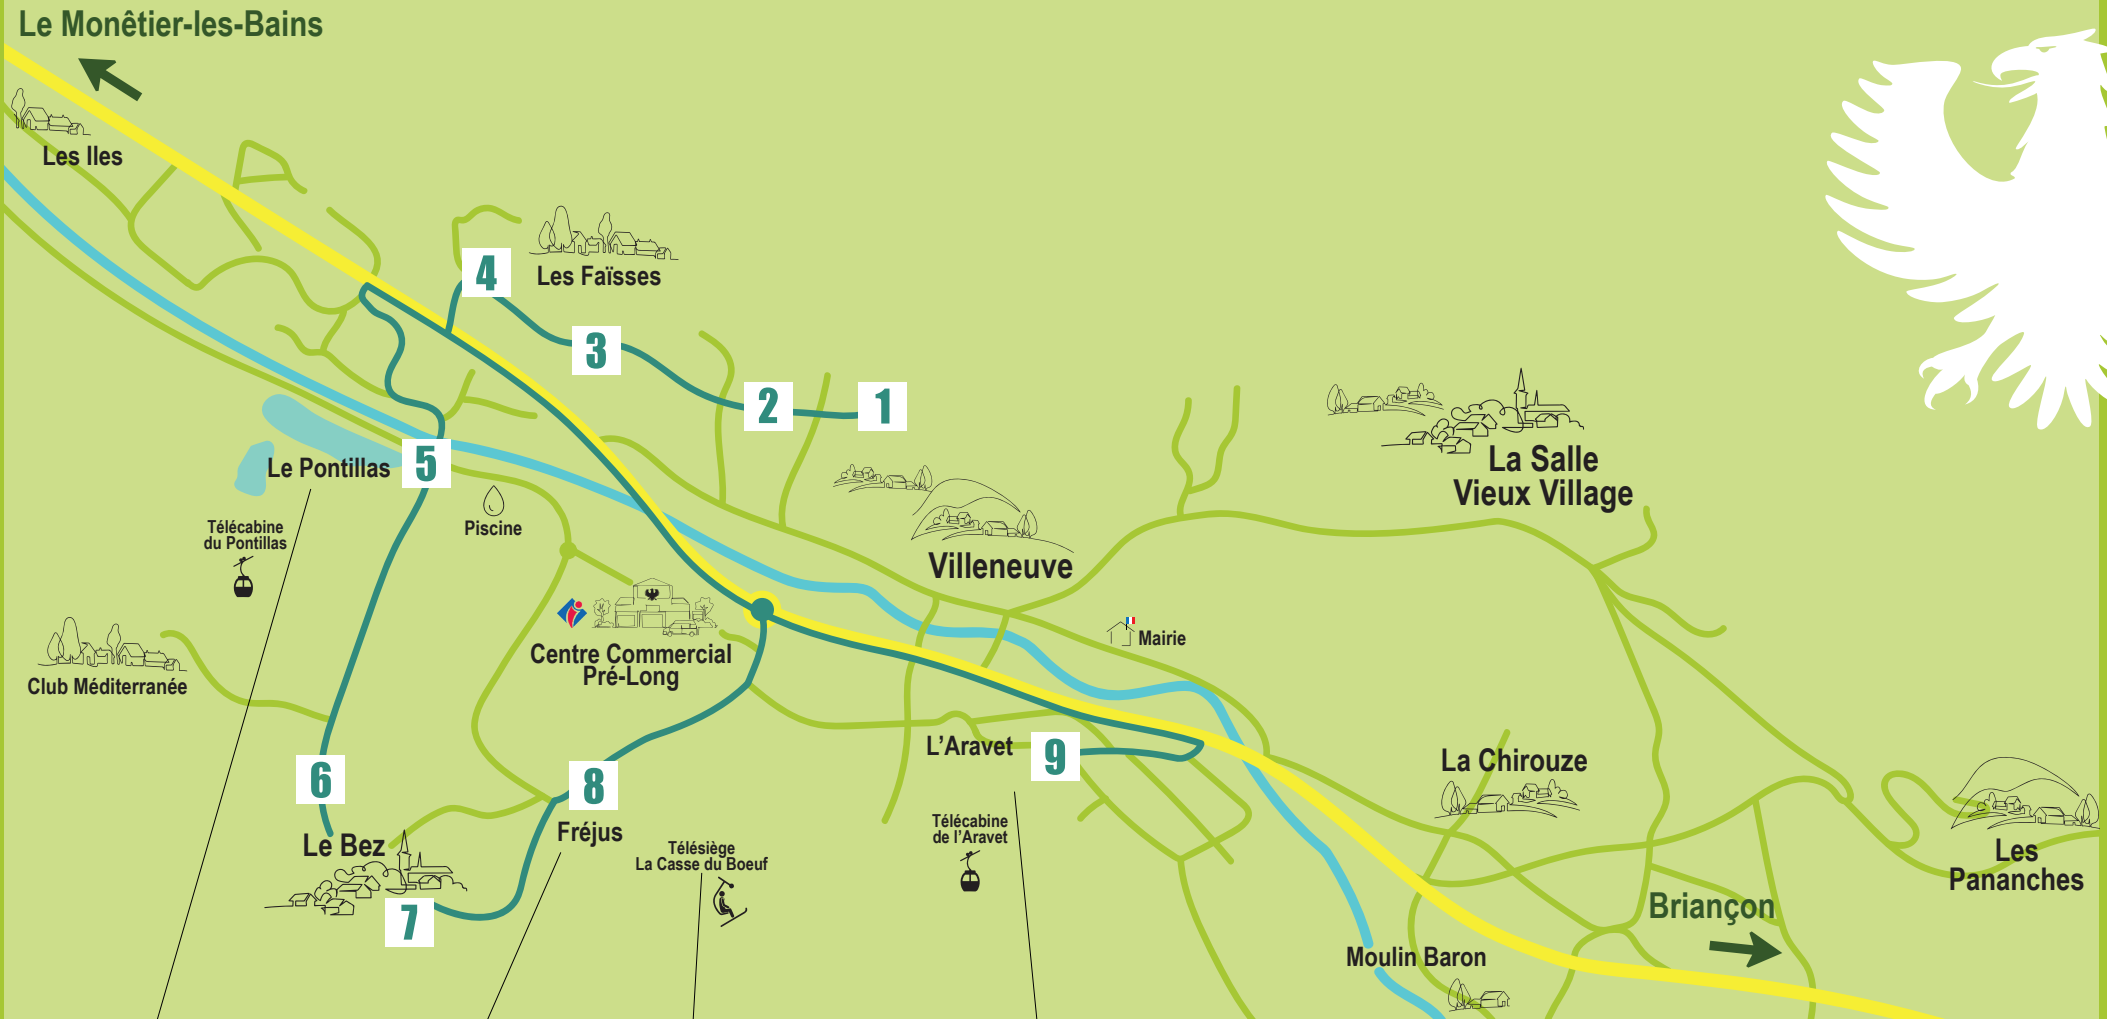 Le Monêtier-les-Bains
Les Iles
4
Les Faïsses
3
2
1
La Salle
Vieux Village
Le Pontillas
5
Piscine
Télécabine
du Pontillas
Villeneuve
Mairie
Centre Commercial
Pré-Long
Club Méditerranée
L'Aravet
9
La Chirouze
6
8
Fréjus
Le Bez
Télésiège
La Casse du Boeuf
Télécabine
de l'Aravet
Les
Pananches
7
Briançon
Moulin Baron